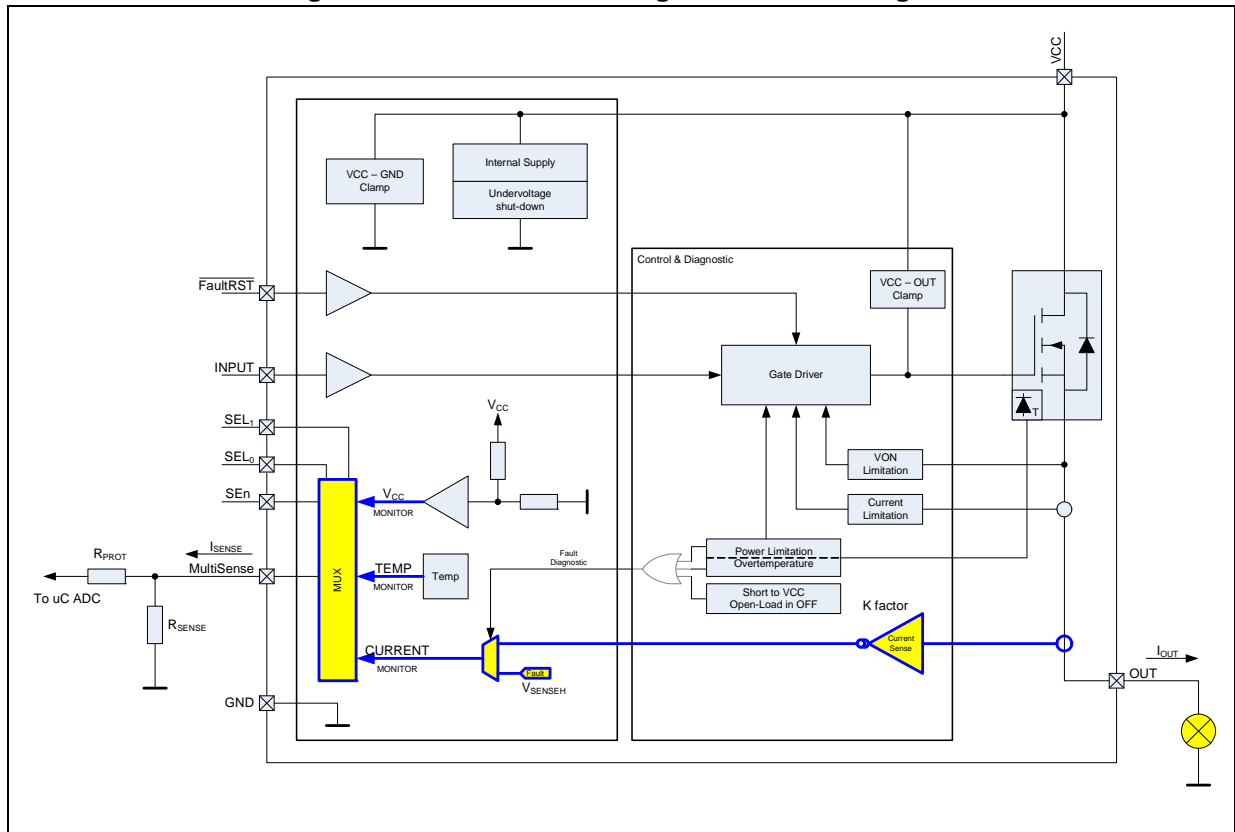 VCC
VCC – GND
Clamp
Internal Supply
Undervoltage
shut-down
Control & Diagnostic
FaultRST
VCC – OUT
Clamp
INPUT
Gate Driver
SEL1
VCC
T
SEL0
VON
Limitation
SEn
VCC
MONITOR
Current
Limitation
RPROT
ISENSE
MultiSense
To uC ADC
RSENSE
MUX
TEMP
MONITOR
Temp
Fault
Diagnostic
Power Limitation
Overtemperature
Short to VCC
Open-Load in OFF
K factor
CURRENT
MONITOR
Current
Sense
Fault
VSENSEH
IOUT
OUT
GND